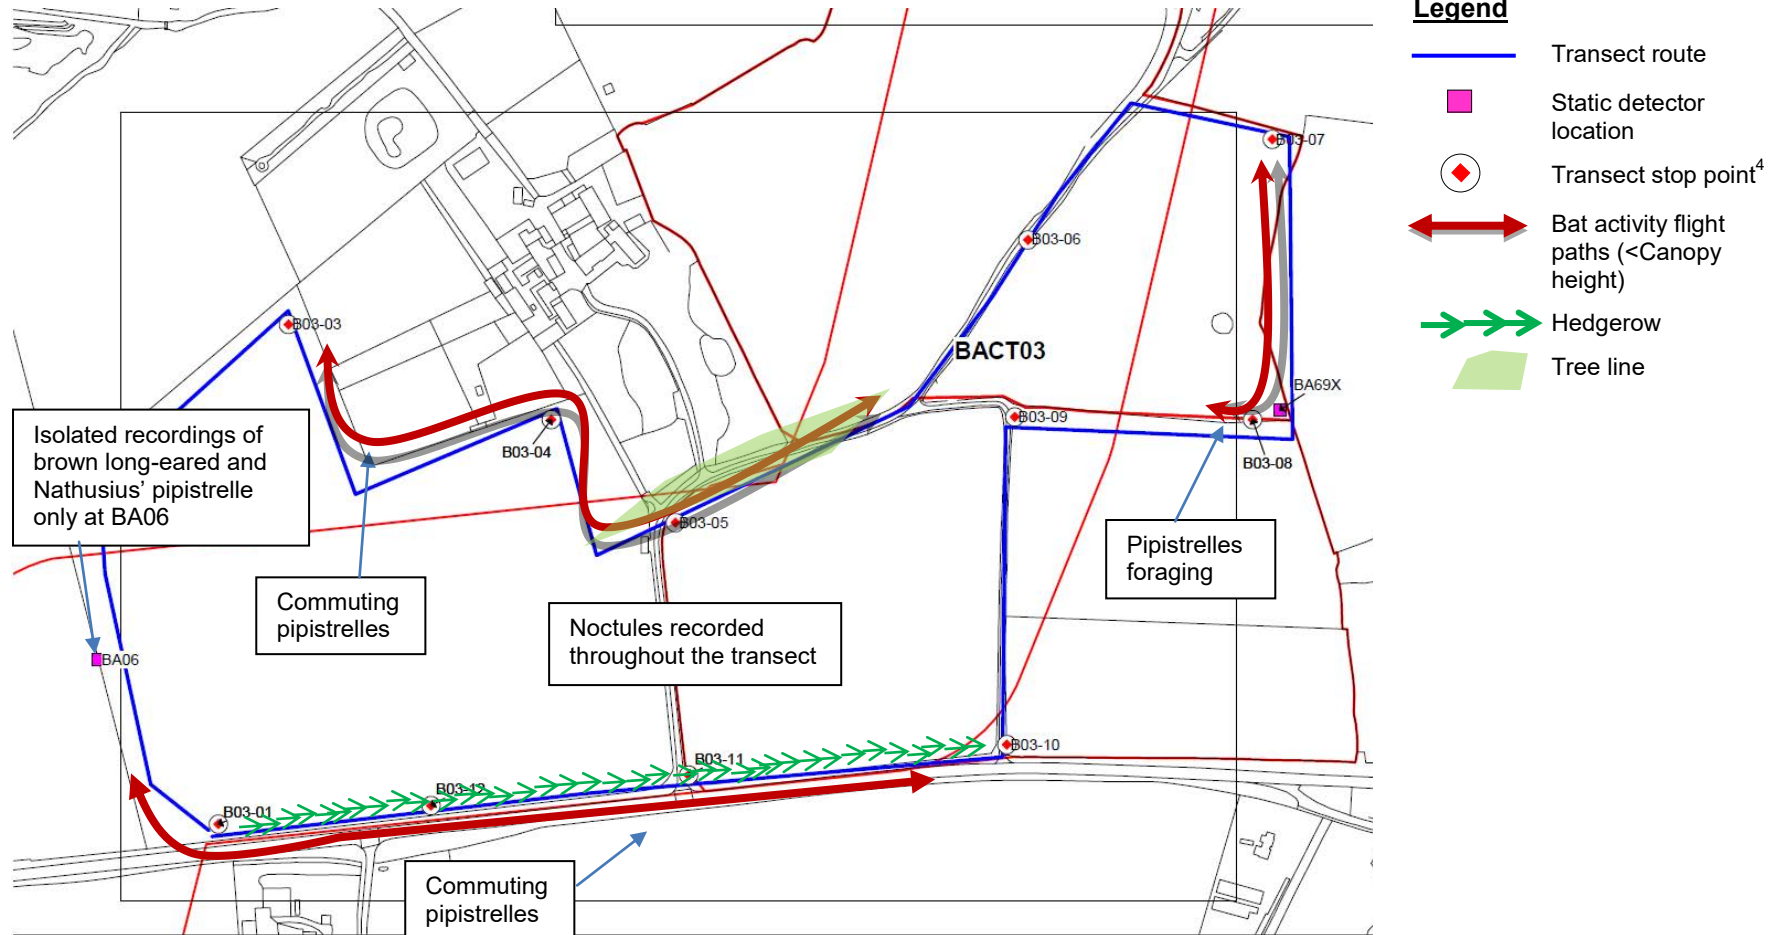 Legend
Transect route
Static detector
location
Transect stop point4
Bat activity flight
paths (<Canopy
height)
Hedgerow
Tree line
B03-07
B03-06
B03-03
BACT03
BA69X
B03-09
B03-04
B03-08
Isolated recordings of
brown long-eared and
Nathusius’ pipistrelle
only at BA06
B03-05
Pipistrelles
foraging
Commuting
pipistrelles
Noctules recorded
throughout the transect
BA06
B03-10
B03-11
B03-12
B03-01
Commuting
pipistrelles